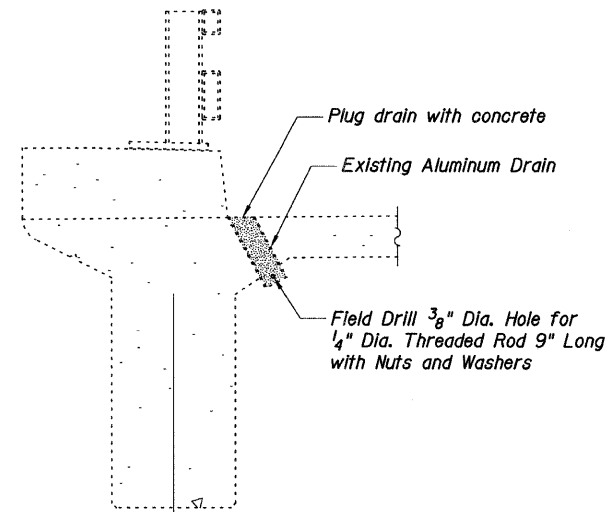 Plug drain with concrete
Existing Aluminum Drain
Field Drill 3/8" Dia. Hole for
1/4" Dia. Threaded Rod 9" Long
with Nuts and Washers